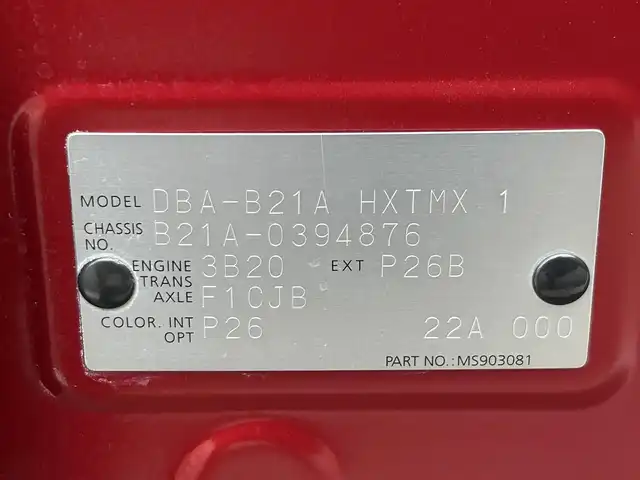 MODEL DBA-B21A HXTMX 1
CHASSIS NO. B21A-0394876
ENGINE 3B20 EXT P26B
TRANS AXLE F1CJB
COLOR. INT P26 22A 000
OPT
PART NO.: MS903081